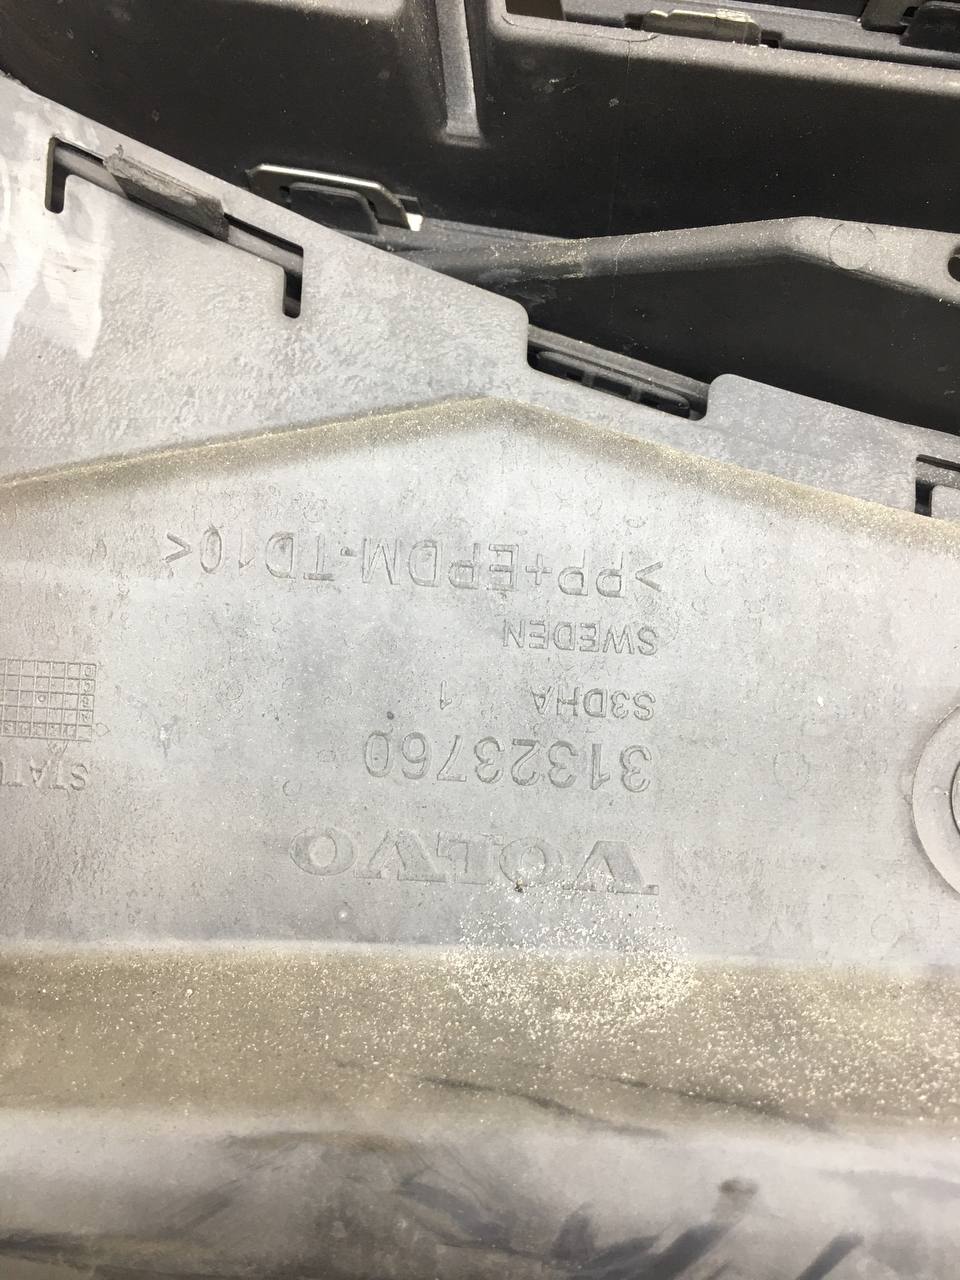 VOLVO
31323760
S3DHA 1
SWEDEN
>PP+EPDM-TD10<